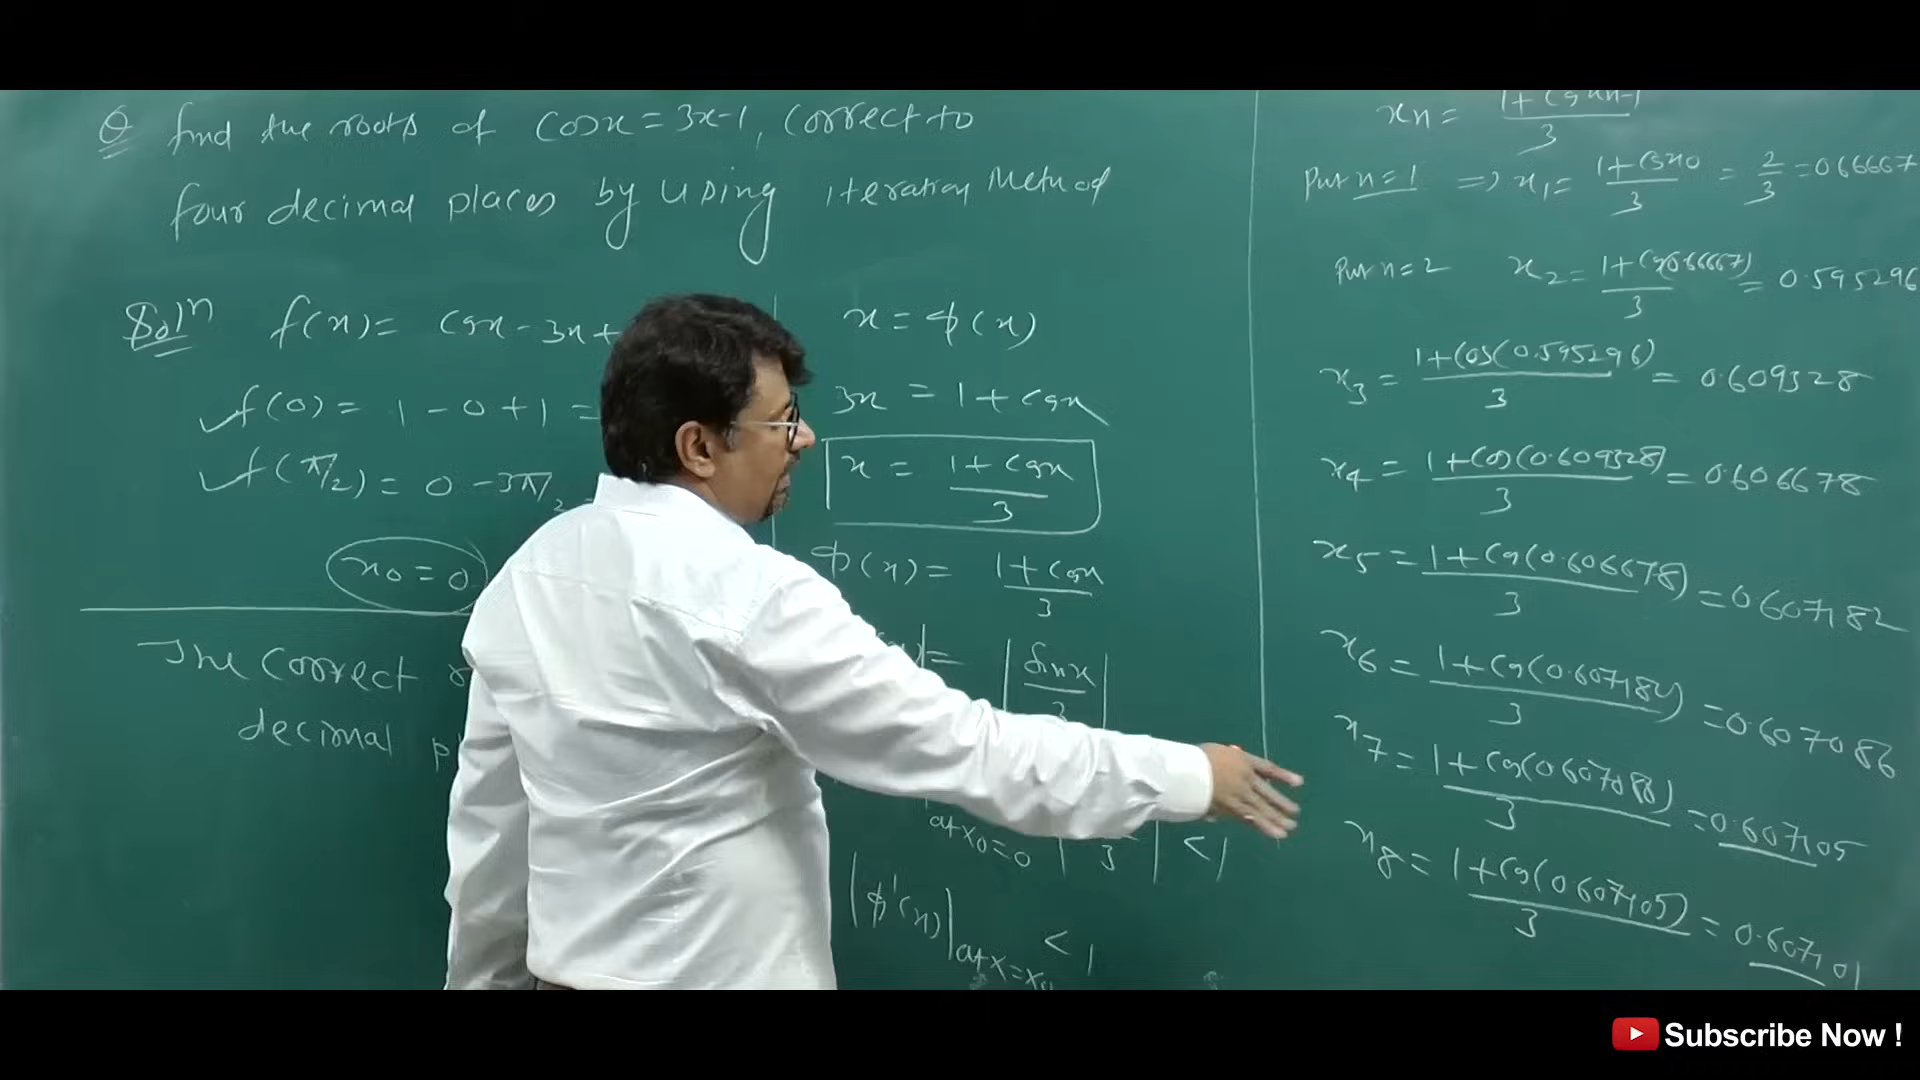 Q find the roots of cosx = 3x-1, correct to
four decimal places by using iteration Method
Solⁿ f(x) = cosx - 3x +
f(0) = 1 - 0 + 1 =
f(π/2) = 0 - 3π/2
x₀ = 0
The correct
decimal
x = φ(x)
3x = 1 + cosx
x = (1 + cosx)/3
φ(x) = (1 + cosx)/3
= |sinx/3|
at x₀ = 0 | /3 | < 1
|φ'(x)| at x = x₀ < 1
xₙ = (1 + cos xₙ₋₁)/3
Put n = 1 ⇒ x₁ = (1 + cos x₀)/3 = 2/3 = 0.66667
Put n = 2 x₂ = (1 + cos(0.66667))/3 = 0.595296
x₃ = (1 + cos(0.595296))/3 = 0.609328
x₄ = (1 + cos(0.609328))/3 = 0.606678
x₅ = (1 + cos(0.606678))/3 = 0.607182
x₆ = (1 + cos(0.607182))/3 = 0.607086
x₇ = (1 + cos(0.607086))/3 = 0.607105
x₈ = (1 + cos(0.607105))/3 = 0.607101
Subscribe Now !